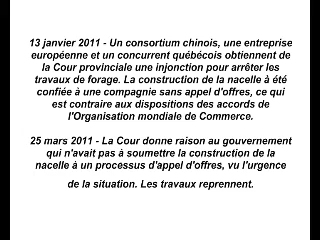 13 janvier 2011 - Un consortium chinois, une entreprise
européenne et un concurrent québécois obtiennent de
la Cour provinciale une injonction pour arrêter les
travaux de forage. La construction de la nacelle à été
confiée à une compagnie sans appel d'offres, ce qui
est contraire aux dispositions des accords de
l'Organisation mondiale de Commerce.
25 mars 2011 - La Cour donne raison au gouvernement
qui n'avait pas à soumettre la construction de la
nacelle à un processus d'appel d'offres, vu l'urgence
de la situation. Les travaux reprennent.